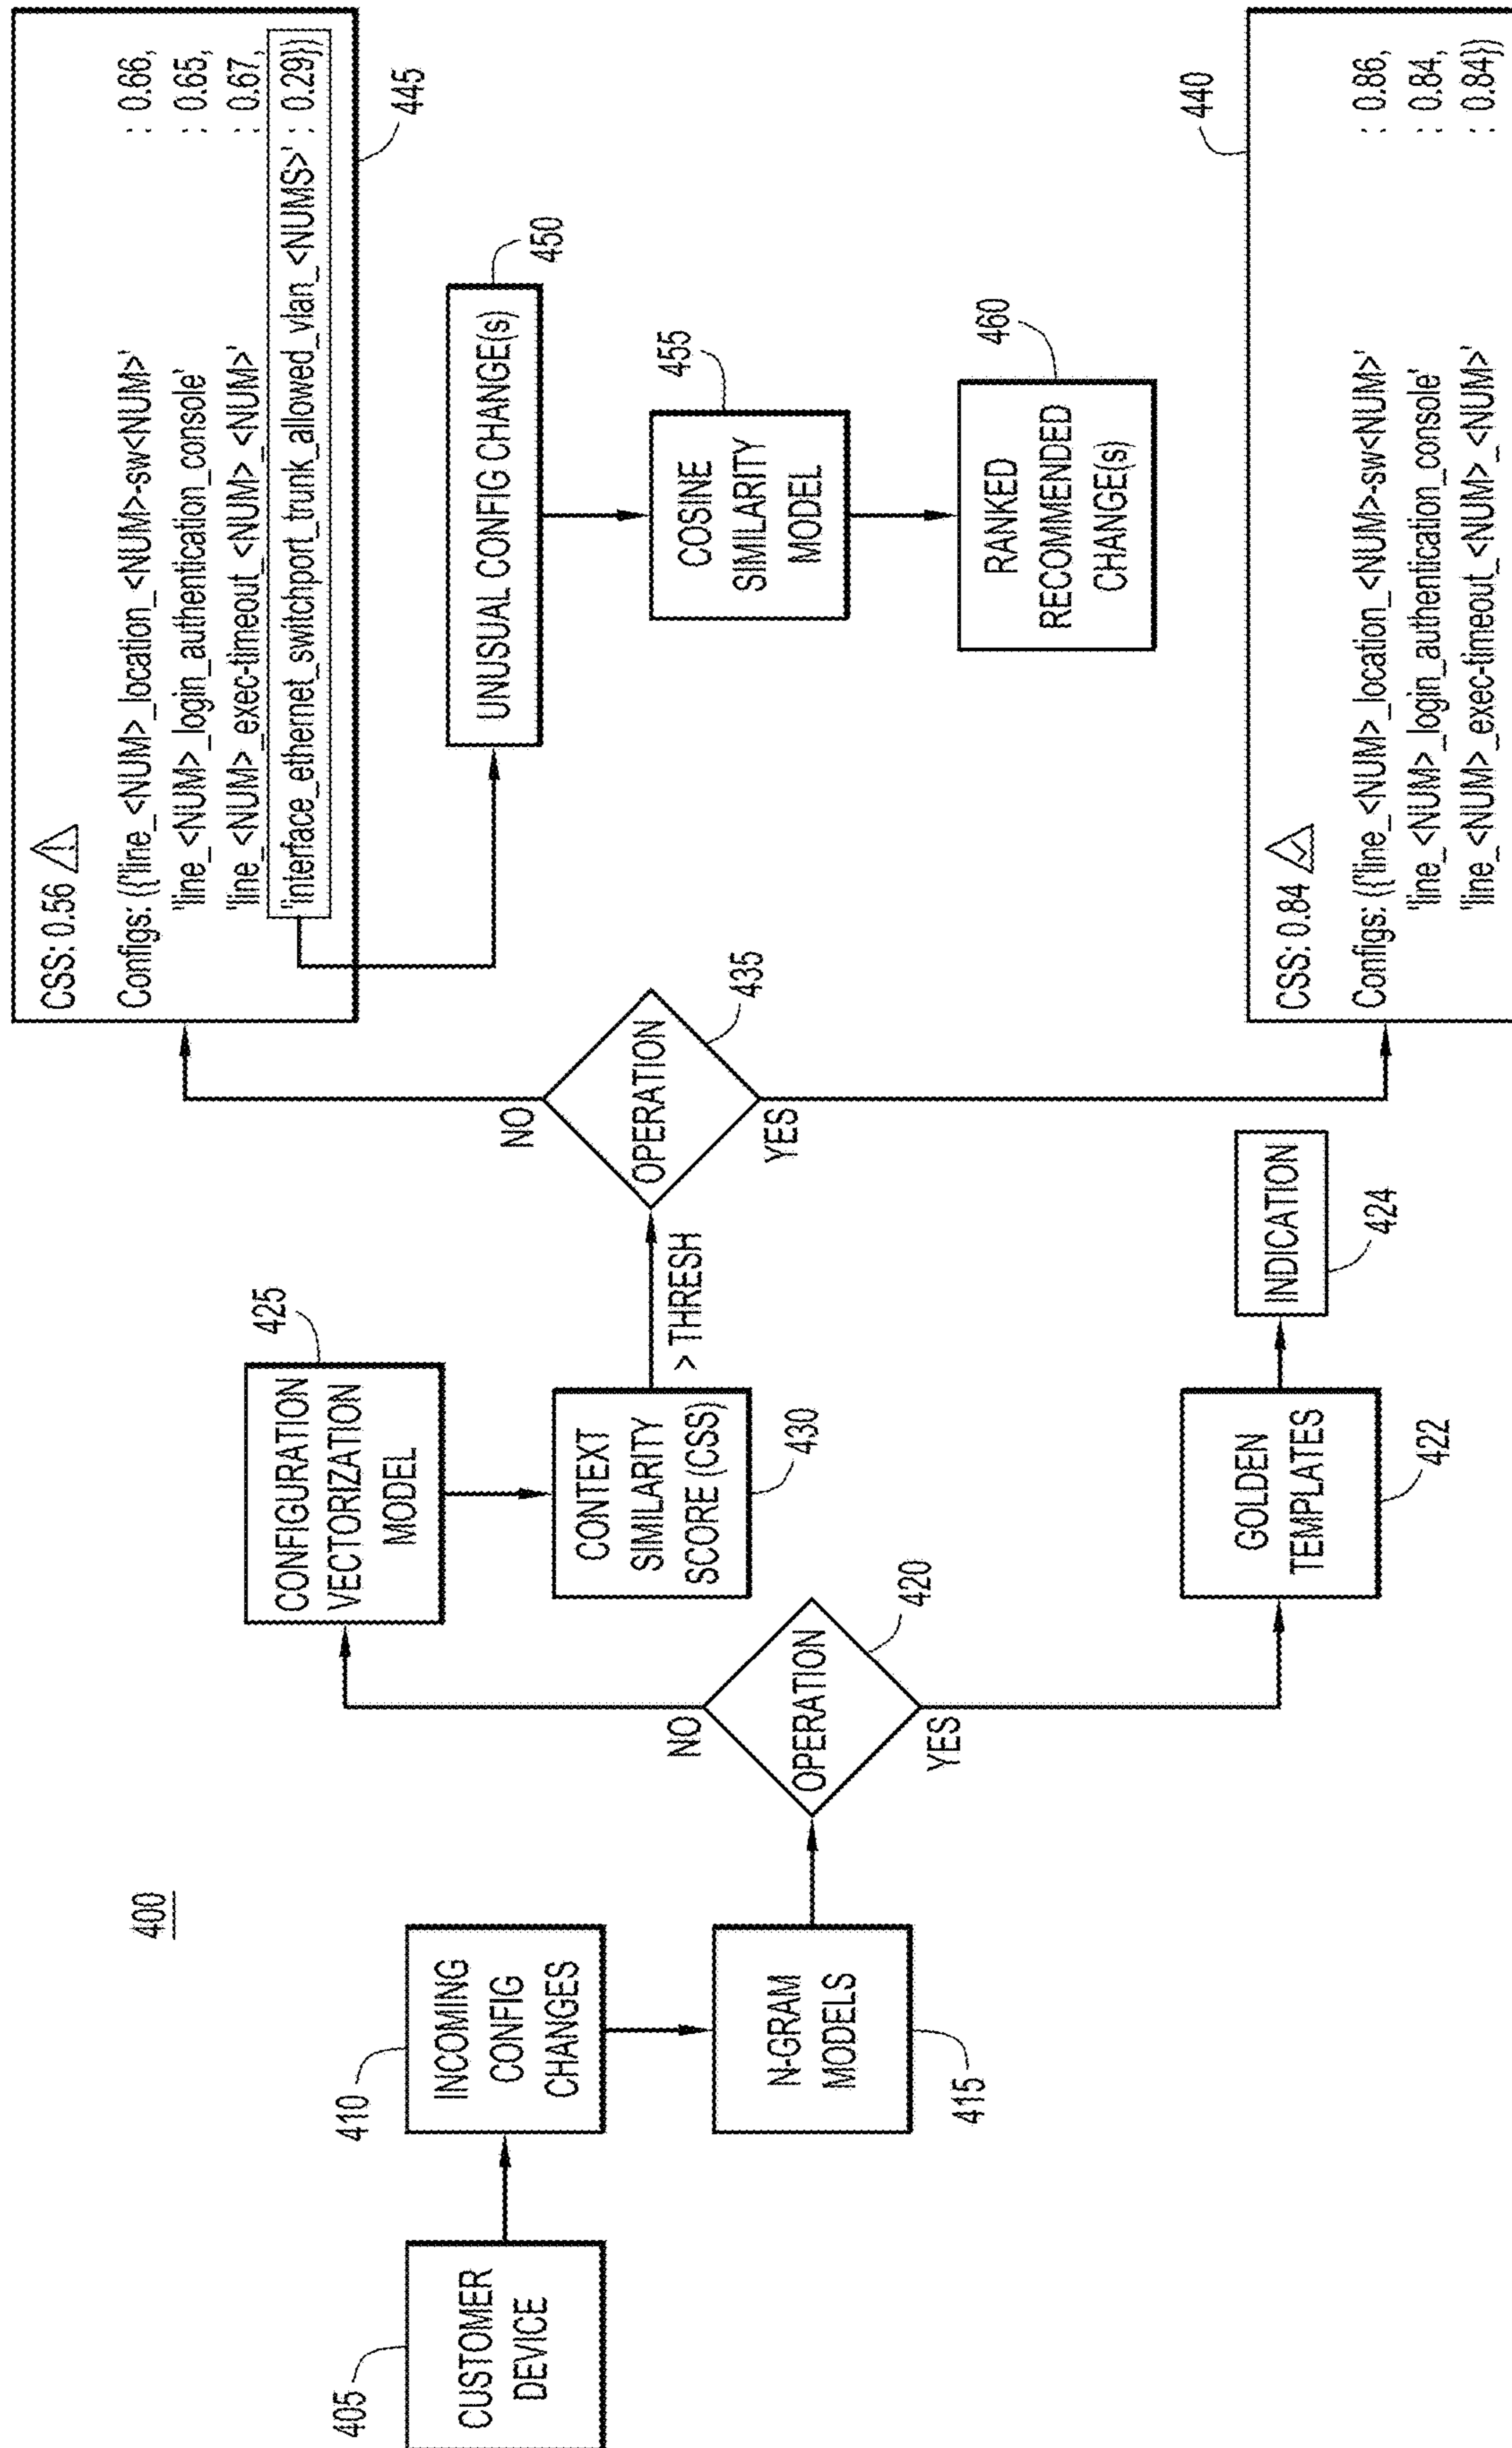 400
405
CUSTOMER
DEVICE
410
INCOMING
CONFIG
CHANGES
N-GRAM
MODELS
415
OPERATION
420
NO
YES
CONFIGURATION
VECTORIZATION
MODEL
425
CONTEXT
SIMILARITY
SCORE (CSS)
430
> THRESH
GOLDEN
TEMPLATES
422
INDICATION
424
OPERATION
435
NO
YES
CSS: 0.56
Configs: {{'line_<NUM>_location_<NUM>-sw<NUM>' : 0.66,
'line_<NUM>_login_authentication_console' : 0.65,
'line_<NUM>_exec-timeout_<NUM>_<NUM>' : 0.67,
'interface_ethernet_switchport_trunk_allowed_vlan_<NUMS>' : 0.29}}
445
UNUSUAL CONFIG CHANGE(s)
450
COSINE
SIMILARITY
MODEL
455
RANKED
RECOMMENDED
CHANGE(s)
460
440
CSS: 0.84
Configs: {{'line_<NUM>_location_<NUM>-sw<NUM>' : 0.86,
'line_<NUM>_login_authentication_console' : 0.84,
'line_<NUM>_exec-timeout_<NUM>_<NUM>' : 0.84}}